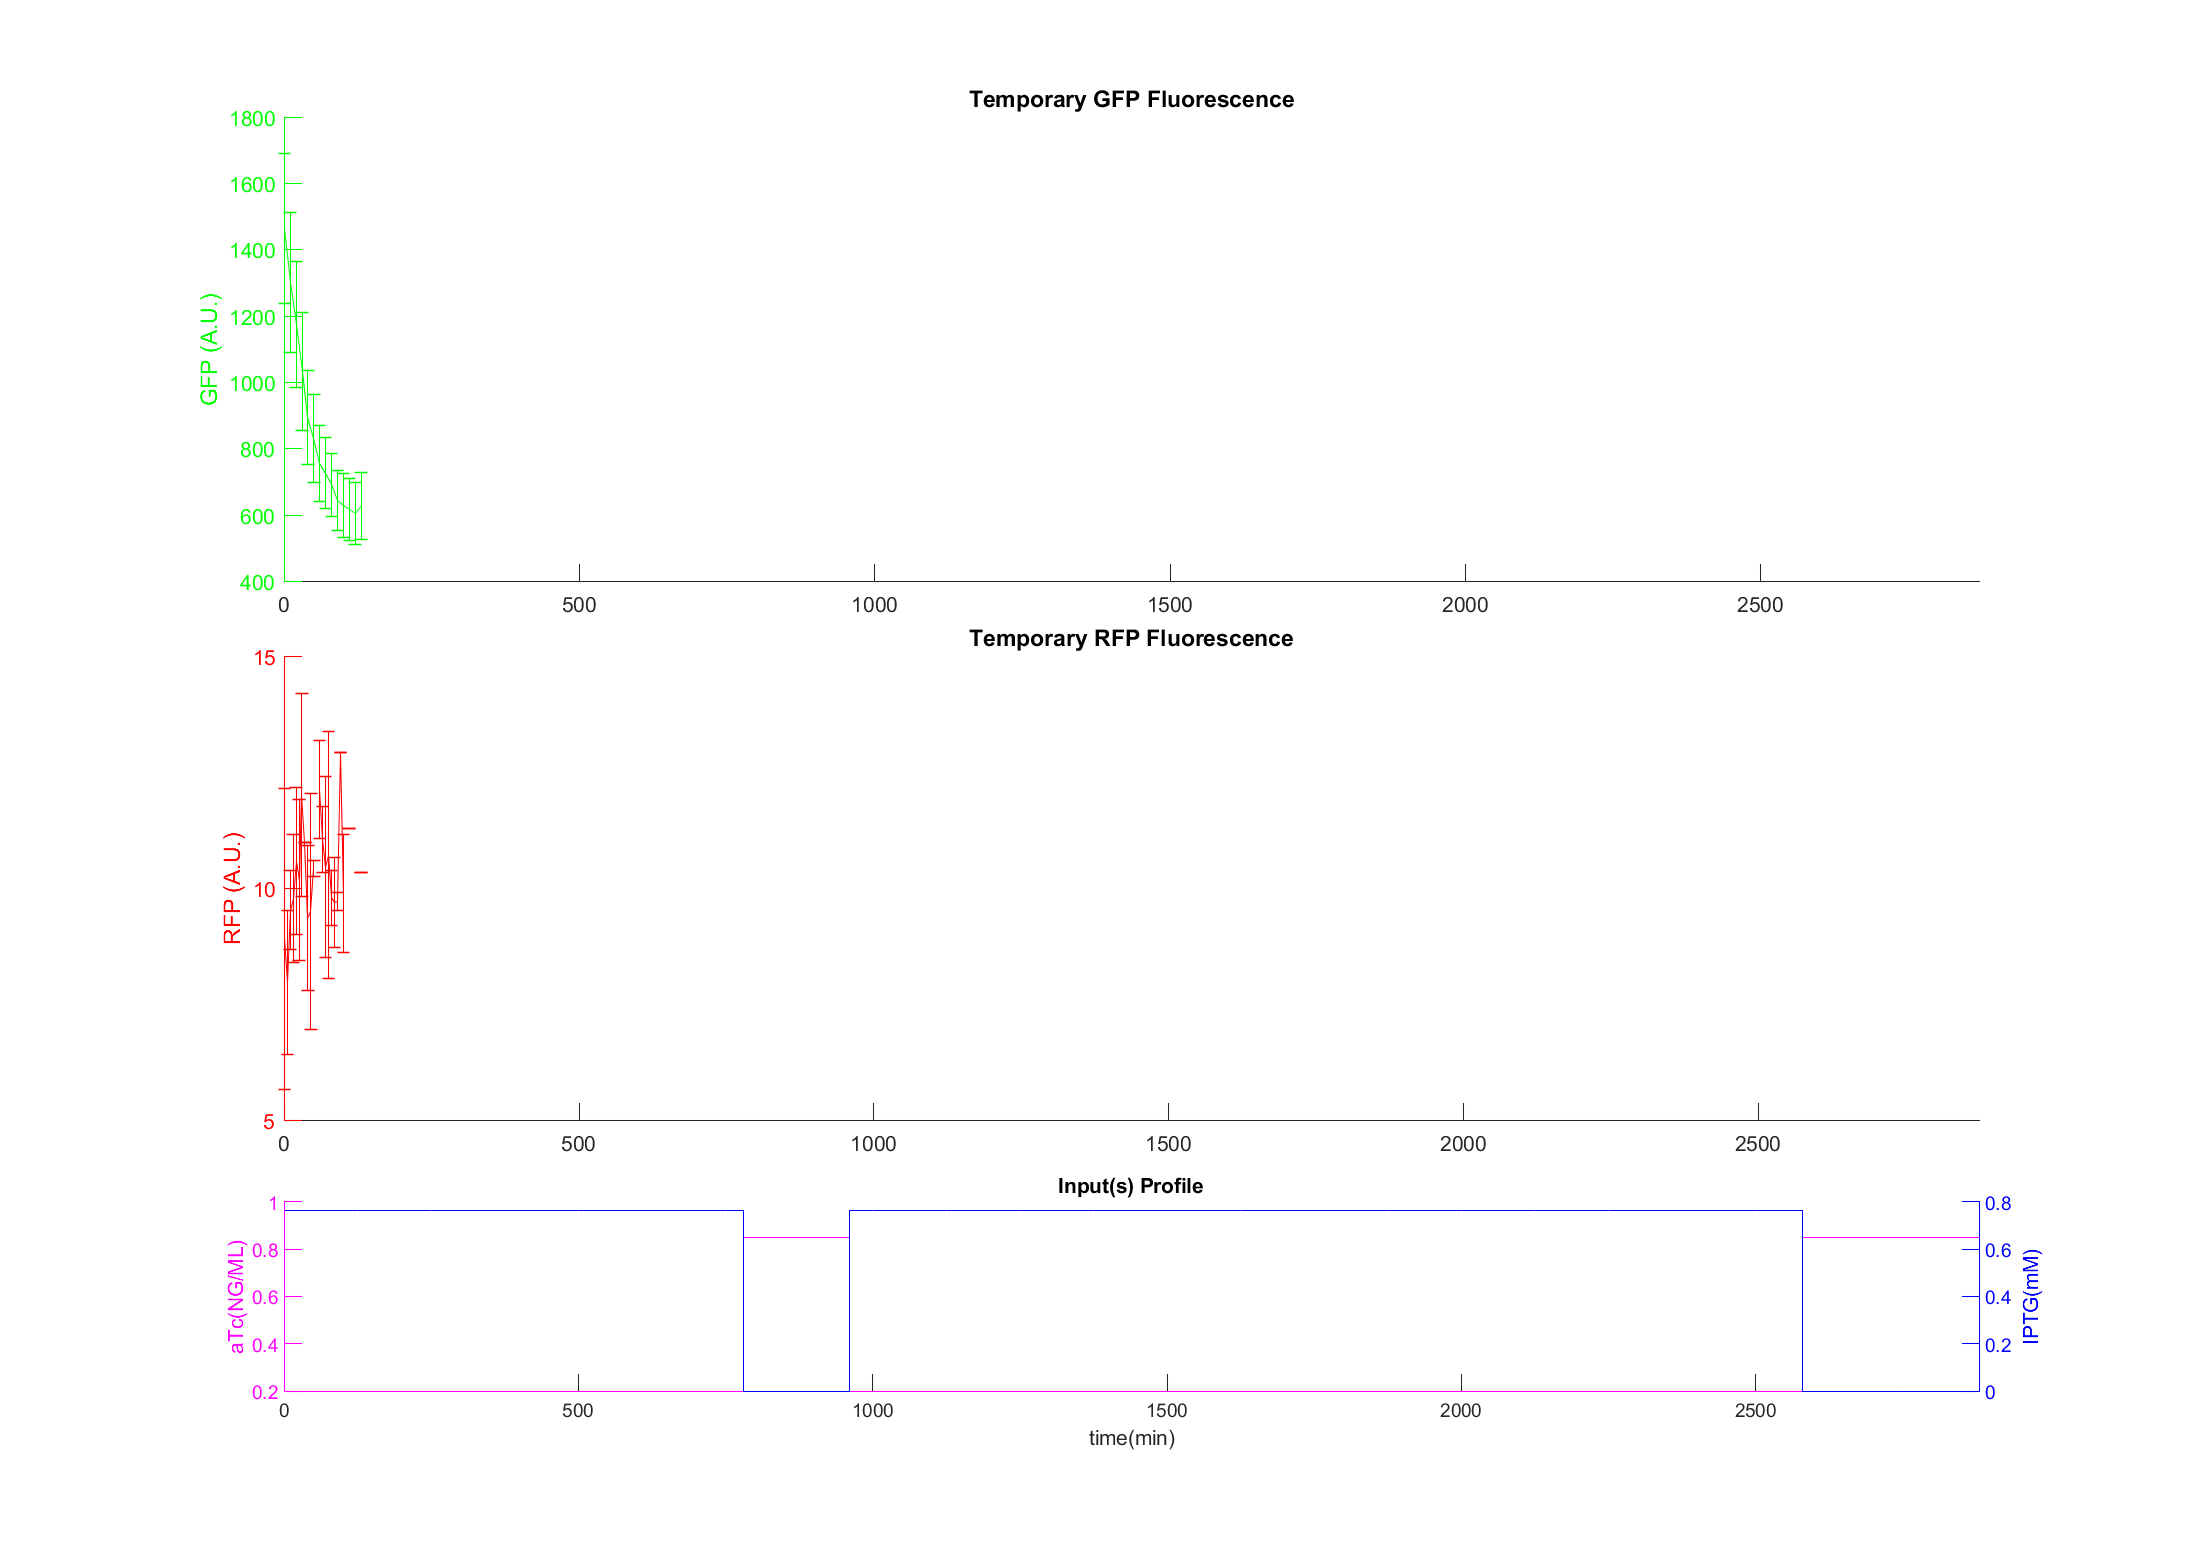 Temporary GFP Fluorescence
1800
1600
1400
1200
1000
800
600
400
GFP (A.U.)
0 500 1000 1500 2000 2500
Temporary RFP Fluorescence
15
10
5
RFP (A.U.)
0 500 1000 1500 2000 2500
Input(s) Profile
1
0.8
0.6
0.4
0.2
aTc(NG/ML)
0.8
0.6
0.4
0.2
0
IPTG(mM)
0 500 1000 1500 2000 2500
time(min)